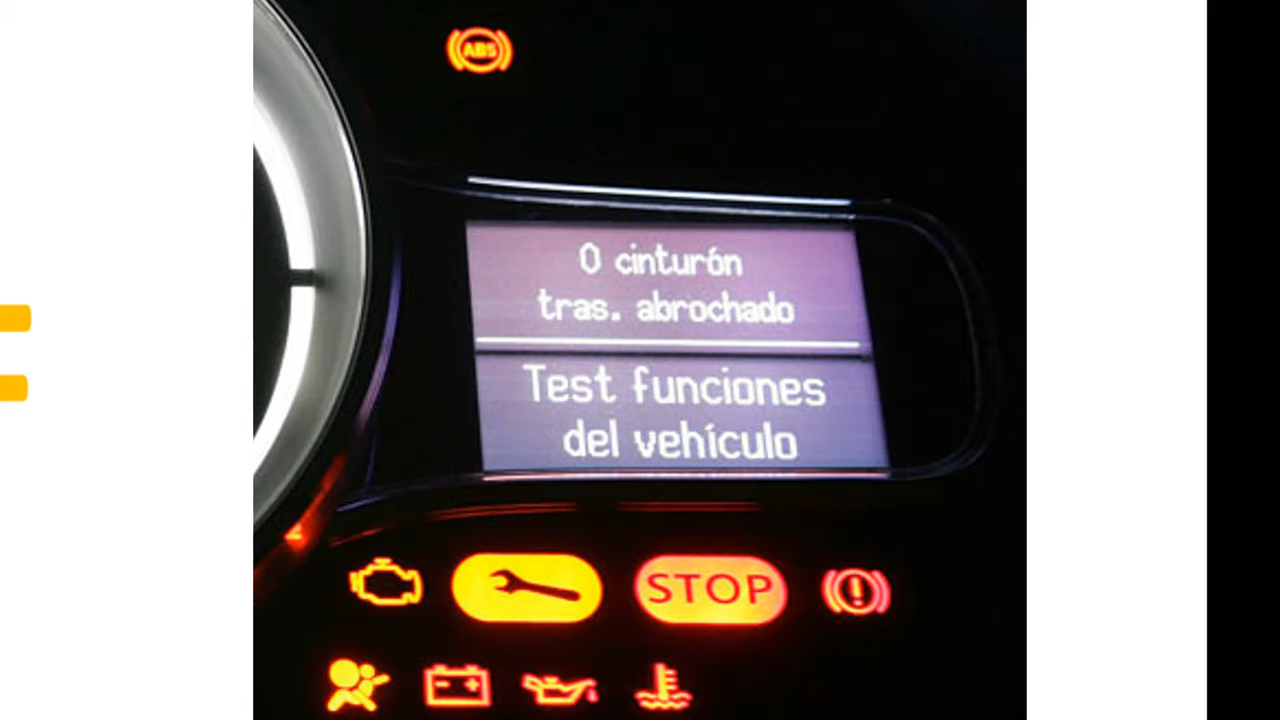 ABS
0 cinturón
tras. abrochado
Test funciones
del vehículo
STOP